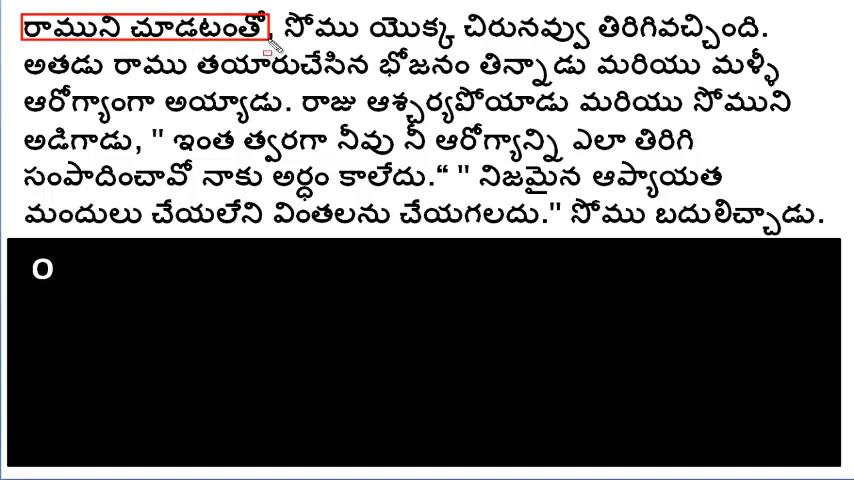 రాముని చూడటంతో, సోము యొక్క చిరునవ్వు తిరిగివచ్చింది.
అతడు రాము తయారుచేసిన భోజనం తిన్నాడు మరియు మళ్ళీ
ఆరోగ్యాంగా అయ్యాడు. రాజు ఆశ్చర్యపోయాడు మరియు సోముని
అడిగాడు, " ఇంత త్వరగా నీవు నీ ఆరోగ్యాన్ని ఎలా తిరిగి
సంపాదించావో నాకు అర్ధం కాలేదు.“ " నిజమైన ఆప్యాయత
మందులు చేయలేని వింతలను చేయగలదు." సోము బదులిచ్చాడు.
O